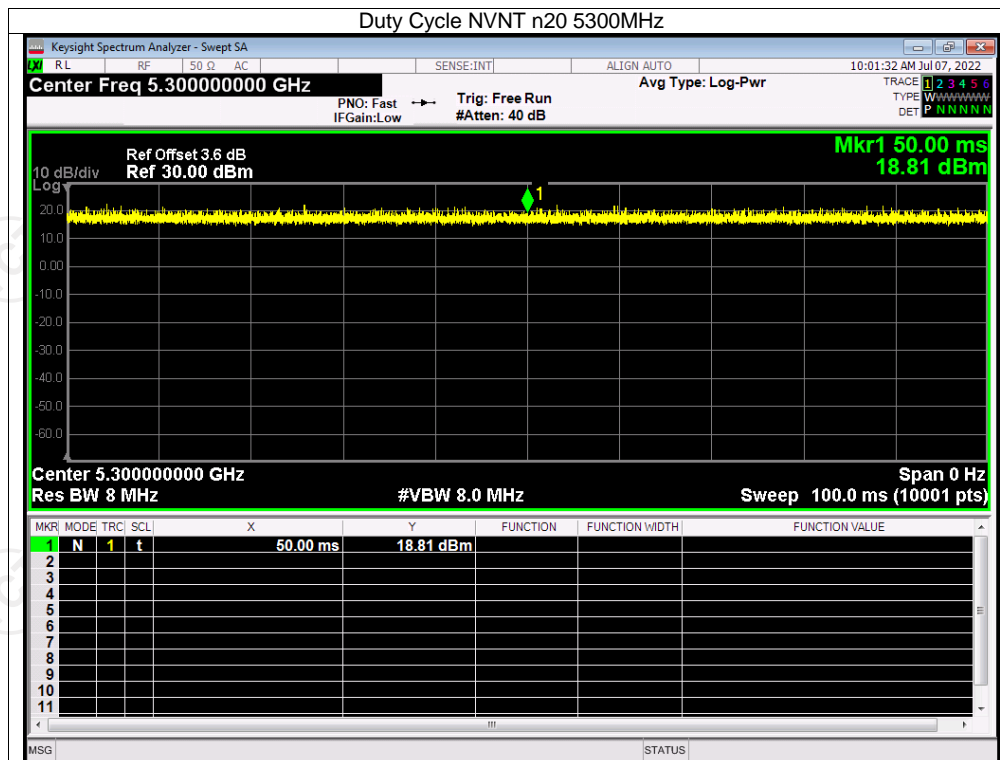 Duty Cycle NVNT n20 5300MHz
Keysight Spectrum Analyzer - Swept SA
LXI RL RF 50 Ω AC SENSE:INT ALIGN AUTO 10:01:32 AM Jul 07, 2022
Center Freq 5.300000000 GHz Avg Type: Log-Pwr TRACE 1 2 3 4 5 6
PNO: Fast Trig: Free Run TYPE WWWWWW
IFGain:Low #Atten: 40 dB DET P N N N N N
Mkr1 50.00 ms
Ref Offset 3.6 dB
10 dB/div Ref 30.00 dBm 18.81 dBm
Log
1
20.0
10.0
0.00
-10.0
-20.0
-30.0
-40.0
-50.0
-60.0
Center 5.300000000 GHz Span 0 Hz
Res BW 8 MHz #VBW 8.0 MHz Sweep 100.0 ms (10001 pts)
MKR MODE TRC SCL X Y FUNCTION FUNCTION WIDTH FUNCTION VALUE
1 N 1 t 50.00 ms 18.81 dBm
2
3
4
5
6
7
8
9
10
11
MSG STATUS